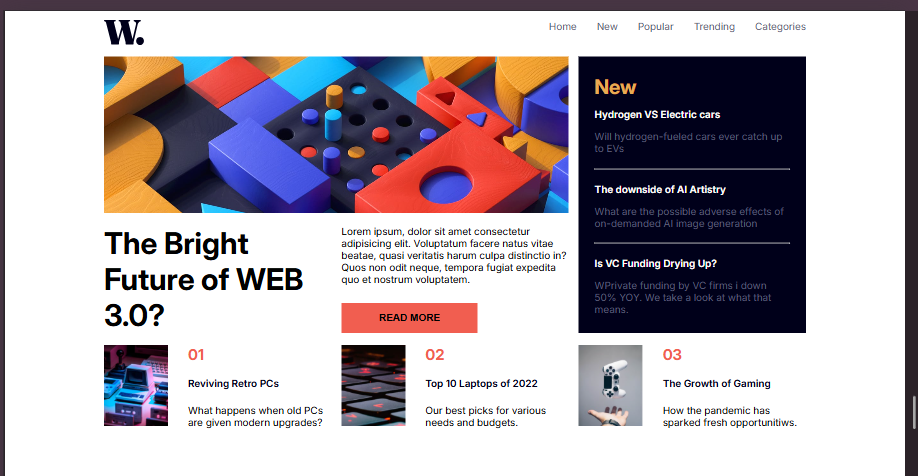 W.
Home New Popular Trending Categories
New
Hydrogen VS Electric cars
Will hydrogen-fueled cars ever catch up
to EVs
The downside of AI Artistry
What are the possible adverse effects of
on-demanded AI image generation
Is VC Funding Drying Up?
WPrivate funding by VC firms i down
50% YOY. We take a look at what that
means.
The Bright
Future of WEB
3.0?
Lorem ipsum, dolor sit amet consectetur
adipisicing elit. Voluptatum facere natus vitae
beatae, quasi veritatis harum culpa distinctio in?
Quos non odit neque, tempora fugiat expedita
quo et nostrum voluptatem.
READ MORE
01
Reviving Retro PCs
What happens when old PCs
are given modern upgrades?
02
Top 10 Laptops of 2022
Our best picks for various
needs and budgets.
03
The Growth of Gaming
How the pandemic has
sparked fresh opportunitiws.